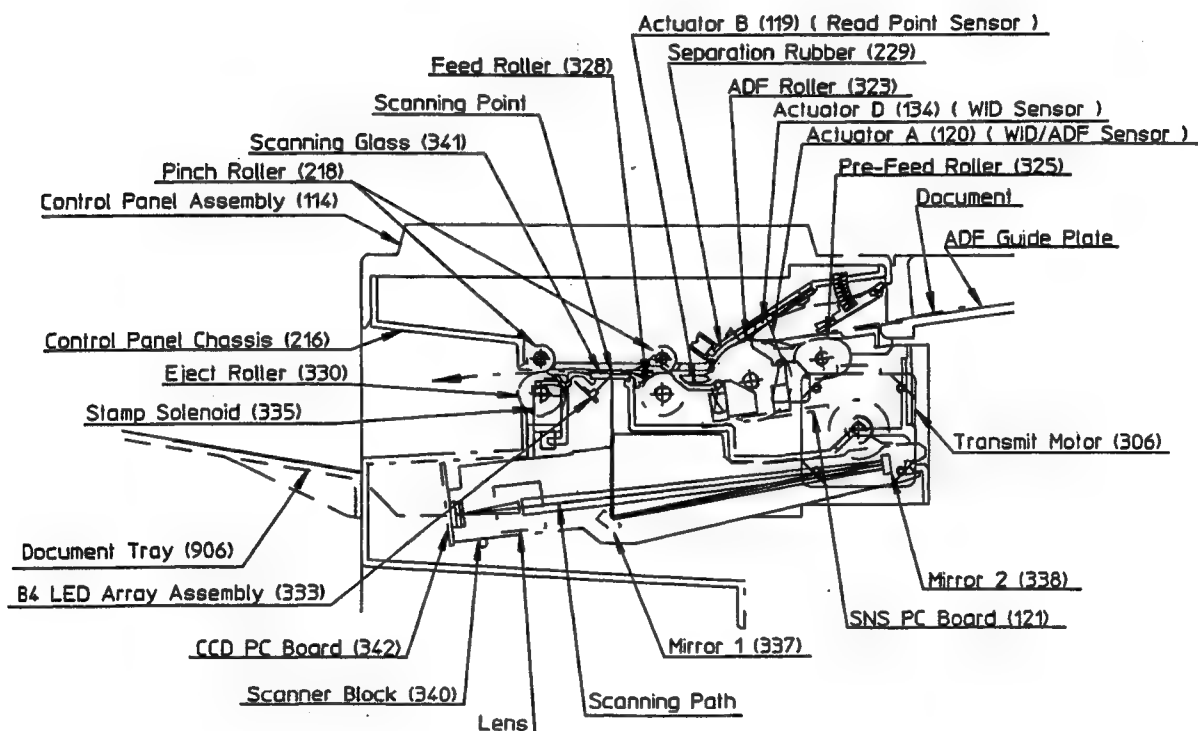 Actuator B (119) ( Read Point Sensor )
Separation Rubber (229)
Feed Roller (328)
ADF Roller (323)
Scanning Point
Actuator D (134) ( WID Sensor )
Scanning Glass (341)
Actuator A (120) ( WID/ADF Sensor )
Pinch Roller (218)
Pre-Feed Roller (325)
Control Panel Assembly (114)
Document
ADF Guide Plate
Control Panel Chassis (216)
Eject Roller (330)
Stamp Solenoid (335)
Transmit Motor (306)
Document Tray (906)
B4 LED Array Assembly (333)
Mirror 2 (338)
SNS PC Board (121)
CCD PC Board (342)
Mirror 1 (337)
Scanner Block (340)
Scanning Path
Lens